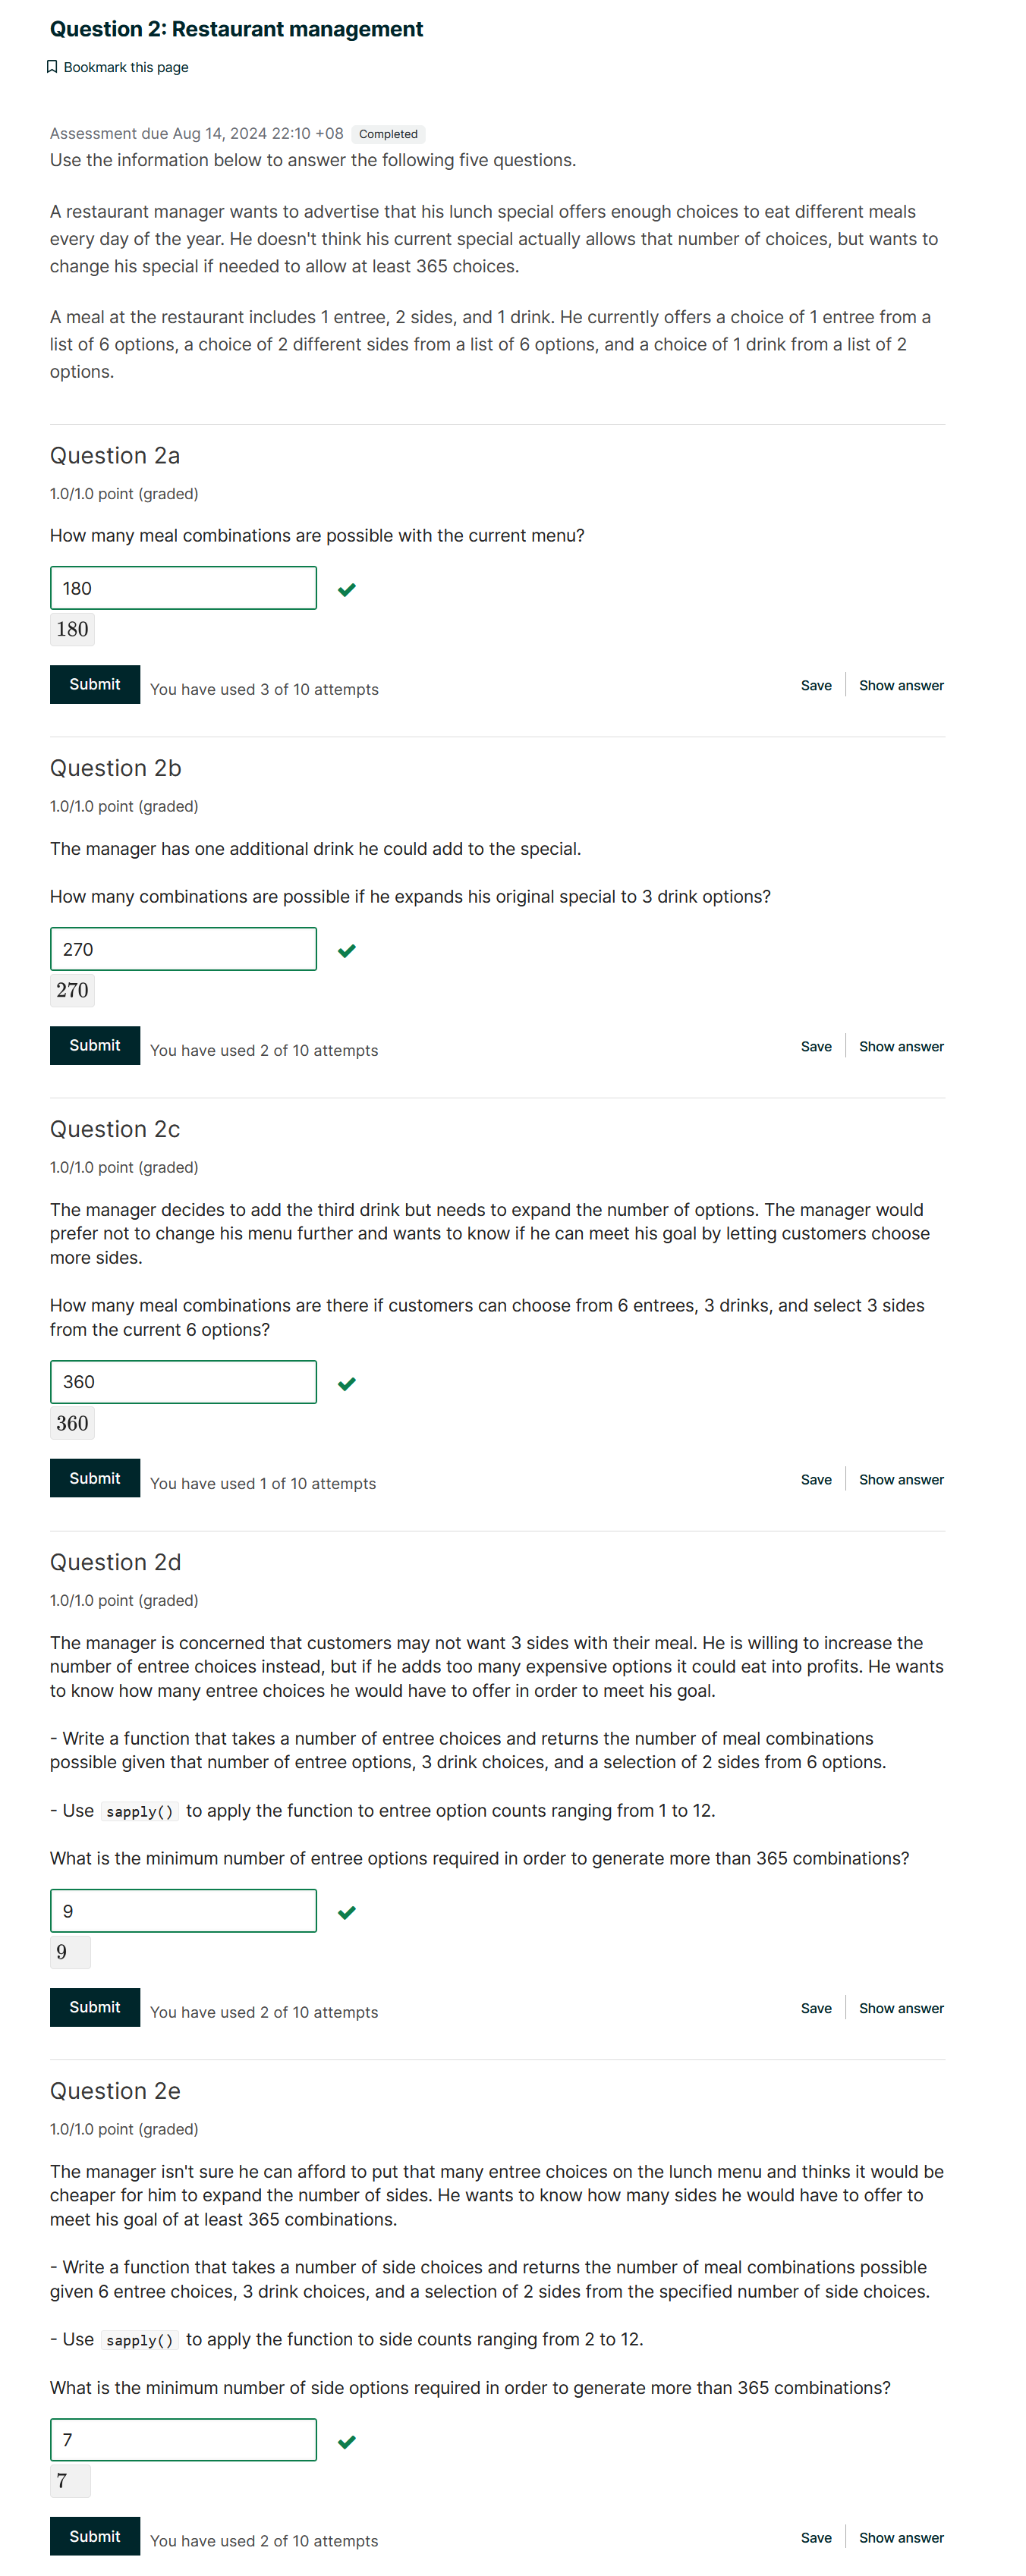 Question 2: Restaurant management
Bookmark this page
Assessment due Aug 14, 2024 22:10 +08 Completed
Use the information below to answer the following five questions.
A restaurant manager wants to advertise that his lunch special offers enough choices to eat different meals
every day of the year. He doesn't think his current special actually allows that number of choices, but wants to
change his special if needed to allow at least 365 choices.
A meal at the restaurant includes 1 entree, 2 sides, and 1 drink. He currently offers a choice of 1 entree from a
list of 6 options, a choice of 2 different sides from a list of 6 options, and a choice of 1 drink from a list of 2
options.
Question 2a
1.0/1.0 point (graded)
How many meal combinations are possible with the current menu?
180
180
Submit You have used 3 of 10 attempts Save Show answer
Question 2b
1.0/1.0 point (graded)
The manager has one additional drink he could add to the special.
How many combinations are possible if he expands his original special to 3 drink options?
270
270
Submit You have used 2 of 10 attempts Save Show answer
Question 2c
1.0/1.0 point (graded)
The manager decides to add the third drink but needs to expand the number of options. The manager would
prefer not to change his menu further and wants to know if he can meet his goal by letting customers choose
more sides.
How many meal combinations are there if customers can choose from 6 entrees, 3 drinks, and select 3 sides
from the current 6 options?
360
360
Submit You have used 1 of 10 attempts Save Show answer
Question 2d
1.0/1.0 point (graded)
The manager is concerned that customers may not want 3 sides with their meal. He is willing to increase the
number of entree choices instead, but if he adds too many expensive options it could eat into profits. He wants
to know how many entree choices he would have to offer in order to meet his goal.
- Write a function that takes a number of entree choices and returns the number of meal combinations
possible given that number of entree options, 3 drink choices, and a selection of 2 sides from 6 options.
- Use sapply() to apply the function to entree option counts ranging from 1 to 12.
What is the minimum number of entree options required in order to generate more than 365 combinations?
9
9
Submit You have used 2 of 10 attempts Save Show answer
Question 2e
1.0/1.0 point (graded)
The manager isn't sure he can afford to put that many entree choices on the lunch menu and thinks it would be
cheaper for him to expand the number of sides. He wants to know how many sides he would have to offer to
meet his goal of at least 365 combinations.
- Write a function that takes a number of side choices and returns the number of meal combinations possible
given 6 entree choices, 3 drink choices, and a selection of 2 sides from the specified number of side choices.
- Use sapply() to apply the function to side counts ranging from 2 to 12.
What is the minimum number of side options required in order to generate more than 365 combinations?
7
7
Submit You have used 2 of 10 attempts Save Show answer